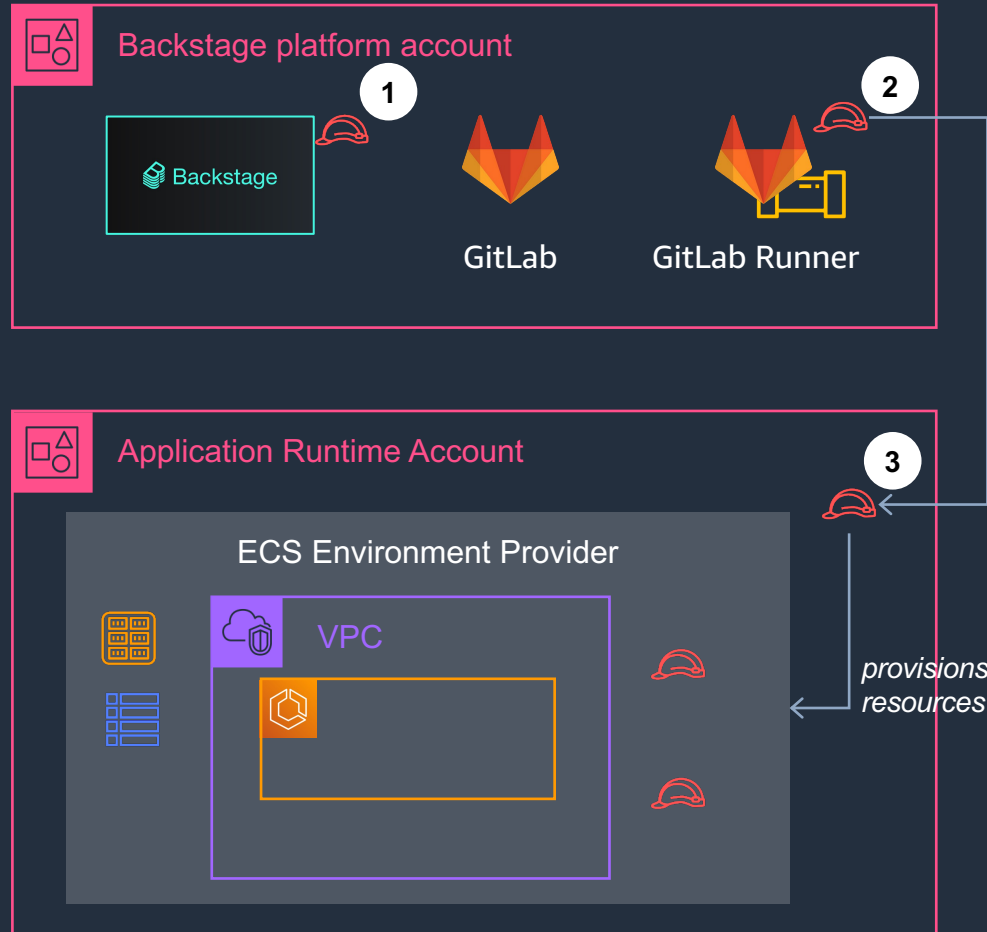 Backstage platform account
1
2
Backstage
GitLab
GitLab Runner
Application Runtime Account
3
ECS Environment Provider
VPC
provisions
resources